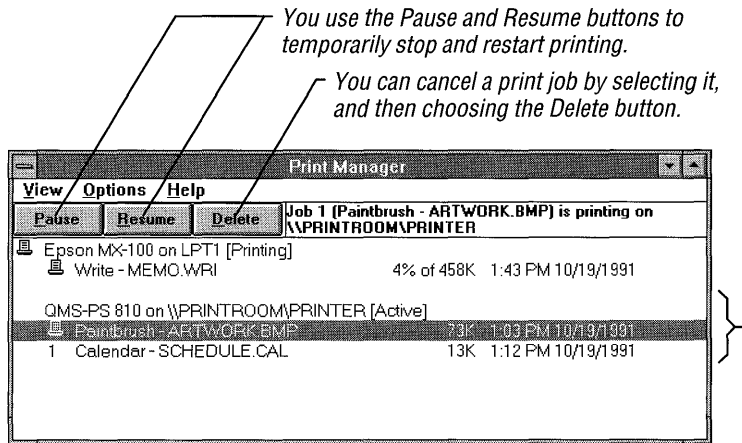 You use the Pause and Resume buttons to
temporarily stop and restart printing.
You can cancel a print job by selecting it,
and then choosing the Delete button.
Print Manager
View Options Help
Pause Resume Delete Job 1 (Paintbrush - ARTWORK.BMP) is printing on
\\PRINTROOM\PRINTER
Epson MX-100 on LPT1 [Printing]
Write - MEMO.WRI 4% of 458K 1:43 PM 10/19/1991
QMS-PS 810 on \\PRINTROOM\PRINTER [Active]
Paintbrush - ARTWORK.BMP 73K 1:03 PM 10/19/1991
1 Calendar - SCHEDULE.CAL 13K 1:12 PM 10/19/1991